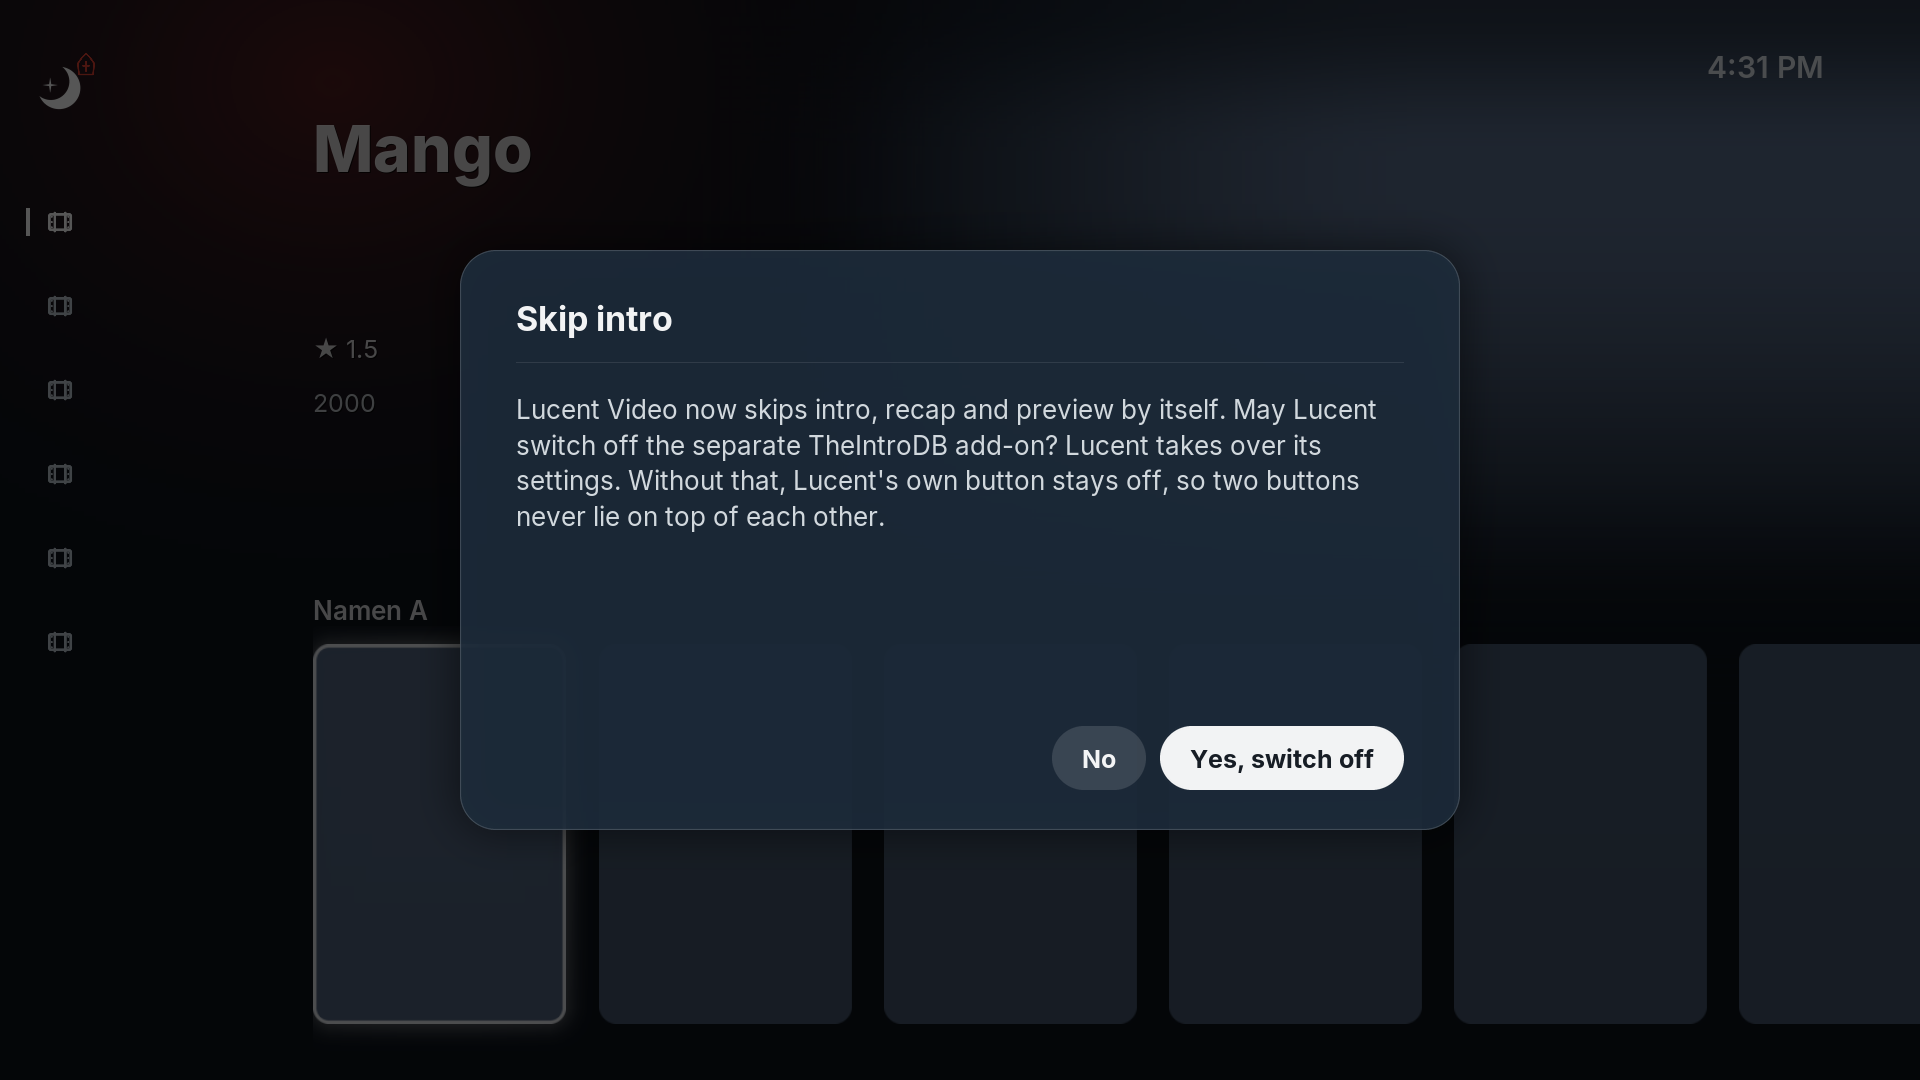 4:31 PM
Mango
★ 1.5
2000
Skip intro
Lucent Video now skips intro, recap and preview by itself. May Lucent
switch off the separate TheIntroDB add-on? Lucent takes over its
settings. Without that, Lucent's own button stays off, so two buttons
never lie on top of each other.
Namen A
No
Yes, switch off